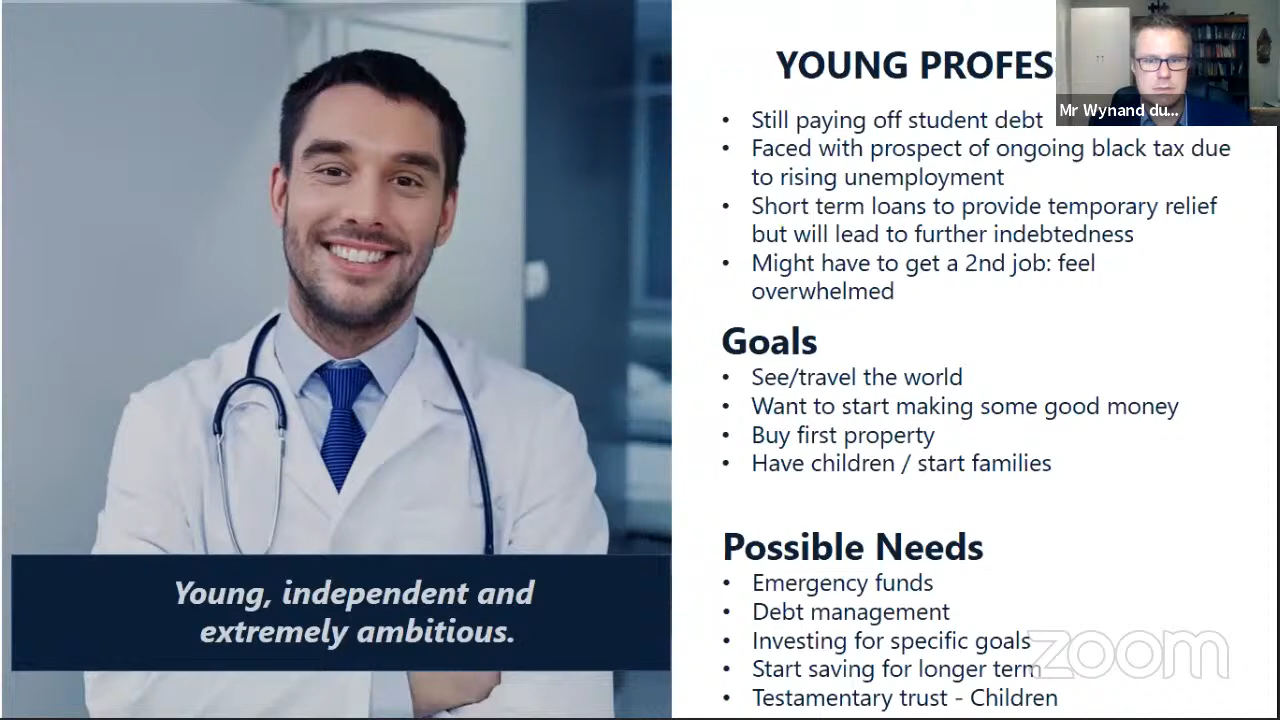 YOUNG PROFES
Mr Wynand du...
• Still paying off student debt
• Faced with prospect of ongoing black tax due
to rising unemployment
• Short term loans to provide temporary relief
but will lead to further indebtedness
• Might have to get a 2nd job: feel
overwhelmed
Goals
• See/travel the world
• Want to start making some good money
• Buy first property
• Have children / start families
Possible Needs
• Emergency funds
• Debt management
• Investing for specific goals
• Start saving for longer term
• Testamentary trust - Children
Young, independent and
extremely ambitious.
zoom